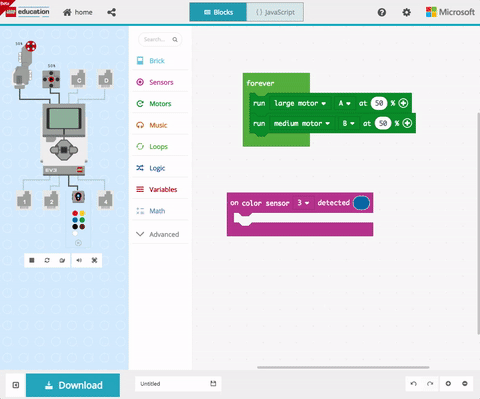 Beta
LEGO education
home
Blocks
{ } JavaScript
Microsoft
Search...
Brick
Sensors
Motors
Music
Loops
Logic
Variables
Math
Advanced
50%
C
D
EV3
1
2
4
forever
run large motor A at 50 %
run medium motor B at 50 %
on color sensor 3 detected
Download
Untitled